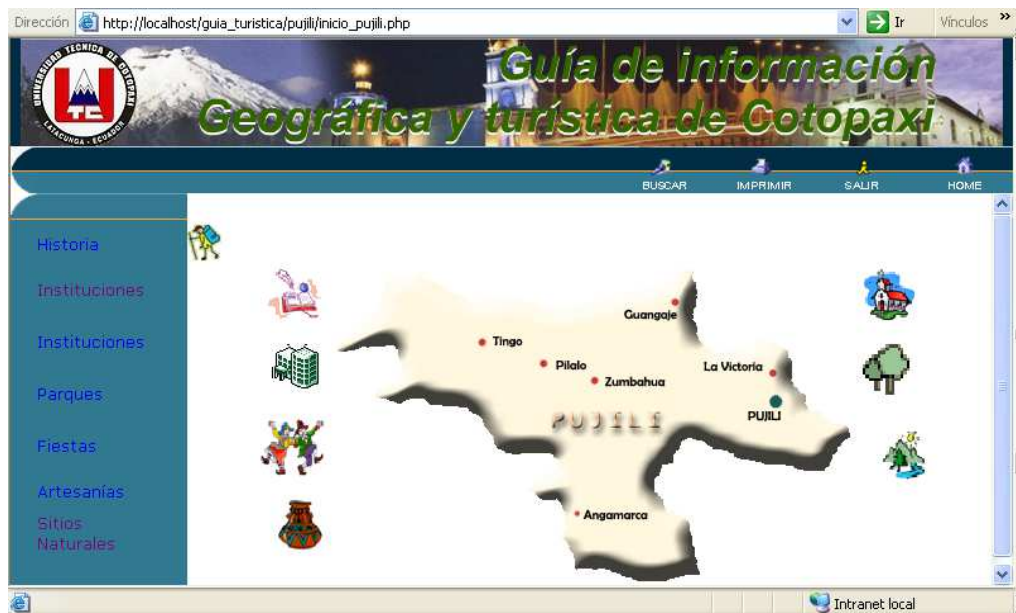 Dirección http://localhost/guia_turistica/pujili/inicio_pujili.php Ir Vínculos »
UNIVERSIDAD TECNICA DE COTOPAXI
UTC
LATACUNGA - ECUADOR
Guía de información
Geográfica y turística de Cotopaxi
BUSCAR IMPRIMIR SALIR HOME
Historia
Instituciones
Instituciones
Parques
Fiestas
Artesanías
Sitios
Naturales
Guangaje
Tingo
Pilalo
La Victoria
Zumbahua
PUJILI
PUJILI
Angamarca
Intranet local